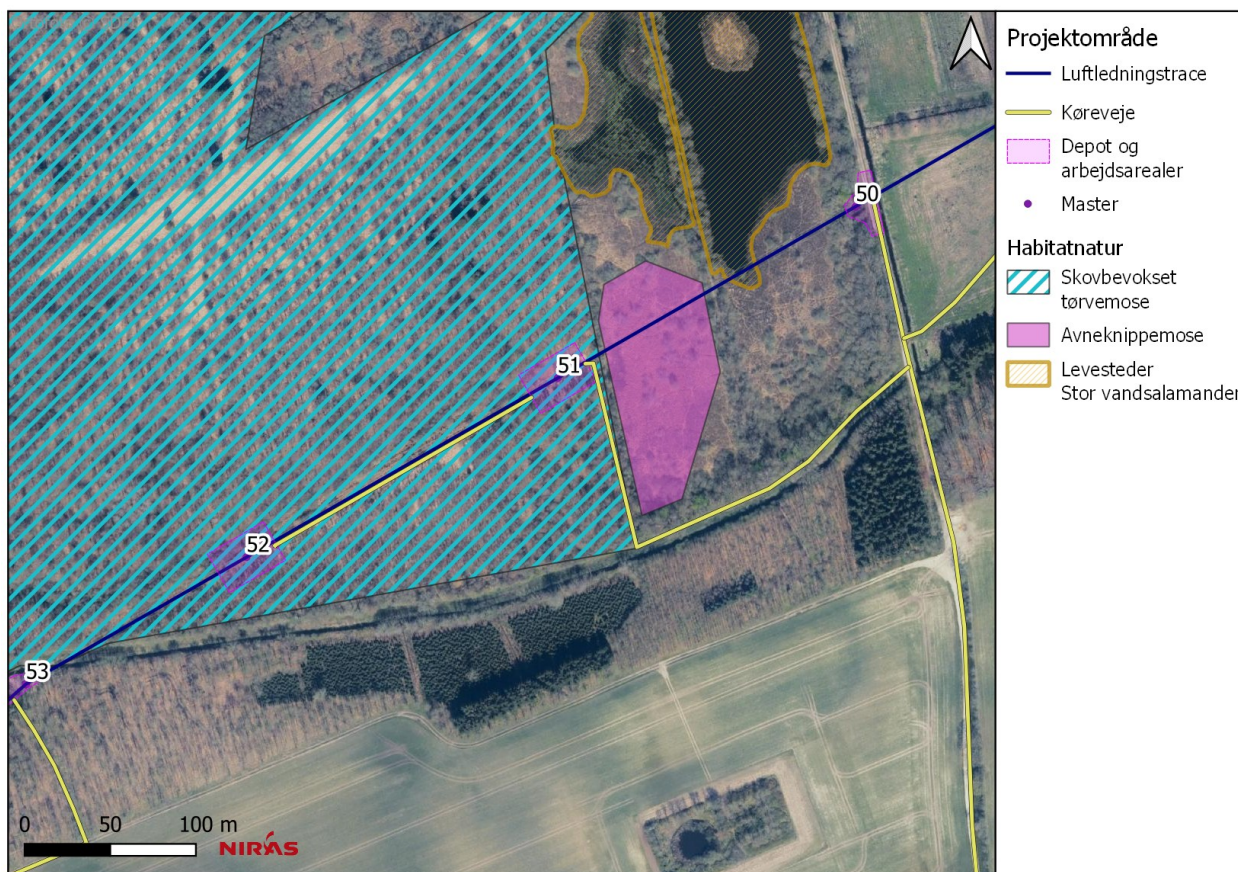 Projektområde
Luftledningstrace
Køreveje
Depot og
arbejdsarealer
Master
Habitatnatur
Skovbevokset
tørvemose
Avneknippemose
Levesteder
Stor vandsalamander
50
51
52
53
0 50 100 m
NIRÁS